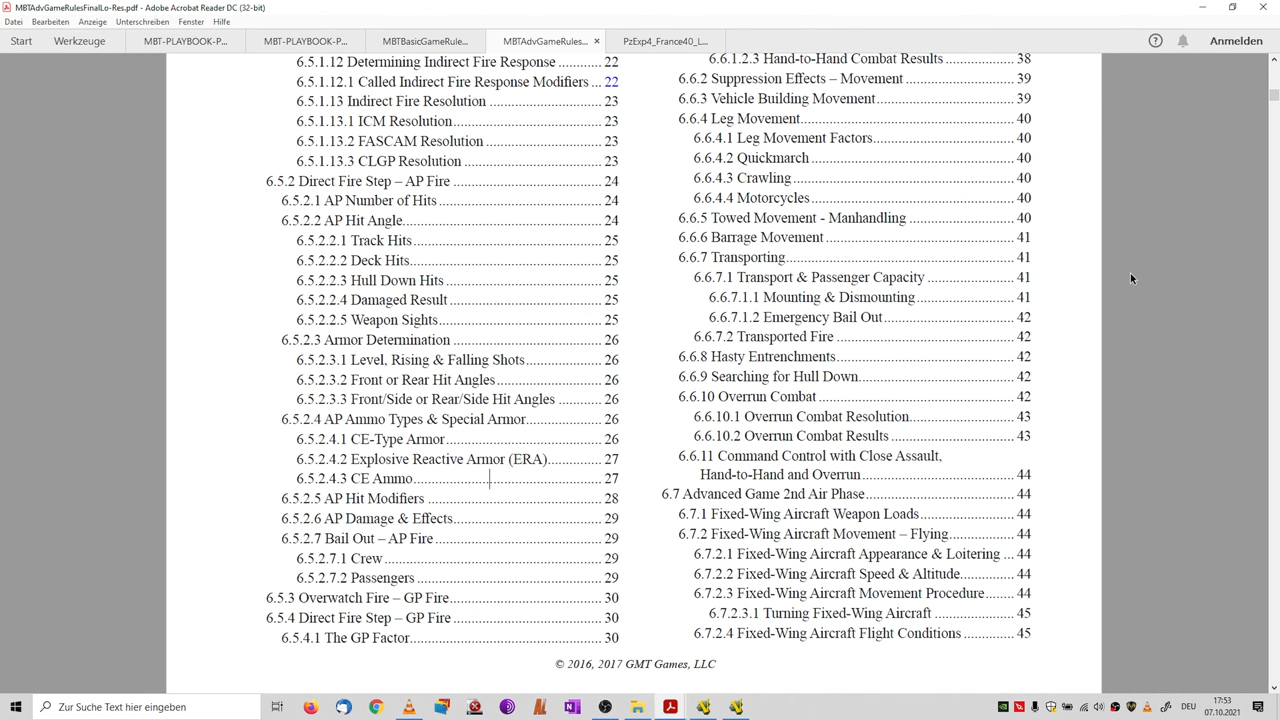 MBTAdvGameRulesFinalLo-Res.pdf - Adobe Acrobat Reader DC (32-bit)
Datei Bearbeiten Anzeige Unterschreiben Fenster Hilfe
Start Werkzeuge MBT-PLAYBOOK-P... MBT-PLAYBOOK-P... MBTBasicGameRule... MBTAdvGameRules... × PzExp4_France40_L... Anmelden
6.5.1.12 Determining Indirect Fire Response ............. 22
6.5.1.12.1 Called Indirect Fire Response Modifiers ... 22
6.5.1.13 Indirect Fire Resolution ............. 23
6.5.1.13.1 ICM Resolution ............. 23
6.5.1.13.2 FASCAM Resolution ............. 23
6.5.1.13.3 CLGP Resolution ............. 23
6.5.2 Direct Fire Step – AP Fire ............. 24
6.5.2.1 AP Number of Hits ............. 24
6.5.2.2 AP Hit Angle ............. 24
6.5.2.2.1 Track Hits ............. 25
6.5.2.2.2 Deck Hits ............. 25
6.5.2.2.3 Hull Down Hits ............. 25
6.5.2.2.4 Damaged Result ............. 25
6.5.2.2.5 Weapon Sights ............. 25
6.5.2.3 Armor Determination ............. 26
6.5.2.3.1 Level, Rising & Falling Shots ............. 26
6.5.2.3.2 Front or Rear Hit Angles ............. 26
6.5.2.3.3 Front/Side or Rear/Side Hit Angles ............. 26
6.5.2.4 AP Ammo Types & Special Armor ............. 26
6.5.2.4.1 CE-Type Armor ............. 26
6.5.2.4.2 Explosive Reactive Armor (ERA) ............. 27
6.5.2.4.3 CE Ammo ............. 27
6.5.2.5 AP Hit Modifiers ............. 28
6.5.2.6 AP Damage & Effects ............. 29
6.5.2.7 Bail Out – AP Fire ............. 29
6.5.2.7.1 Crew ............. 29
6.5.2.7.2 Passengers ............. 29
6.5.3 Overwatch Fire – GP Fire ............. 30
6.5.4 Direct Fire Step – GP Fire ............. 30
6.5.4.1 The GP Factor ............. 30
6.6.1.2.3 Hand-to-Hand Combat Results ............. 38
6.6.2 Suppression Effects – Movement ............. 39
6.6.3 Vehicle Building Movement ............. 39
6.6.4 Leg Movement ............. 40
6.6.4.1 Leg Movement Factors ............. 40
6.6.4.2 Quickmarch ............. 40
6.6.4.3 Crawling ............. 40
6.6.4.4 Motorcycles ............. 40
6.6.5 Towed Movement - Manhandling ............. 40
6.6.6 Barrage Movement ............. 41
6.6.7 Transporting ............. 41
6.6.7.1 Transport & Passenger Capacity ............. 41
6.6.7.1.1 Mounting & Dismounting ............. 41
6.6.7.1.2 Emergency Bail Out ............. 42
6.6.7.2 Transported Fire ............. 42
6.6.8 Hasty Entrenchments ............. 42
6.6.9 Searching for Hull Down ............. 42
6.6.10 Overrun Combat ............. 42
6.6.10.1 Overrun Combat Resolution ............. 43
6.6.10.2 Overrun Combat Results ............. 43
6.6.11 Command Control with Close Assault,
Hand-to-Hand and Overrun ............. 44
6.7 Advanced Game 2nd Air Phase ............. 44
6.7.1 Fixed-Wing Aircraft Weapon Loads ............. 44
6.7.2 Fixed-Wing Aircraft Movement – Flying ............. 44
6.7.2.1 Fixed-Wing Aircraft Appearance & Loitering ... 44
6.7.2.2 Fixed-Wing Aircraft Speed & Altitude ............. 44
6.7.2.3 Fixed-Wing Aircraft Movement Procedure ............. 44
6.7.2.3.1 Turning Fixed-Wing Aircraft ............. 45
6.7.2.4 Fixed-Wing Aircraft Flight Conditions ............. 45
© 2016, 2017 GMT Games, LLC
Zur Suche Text hier eingeben
DEU
17:53
07.10.2021